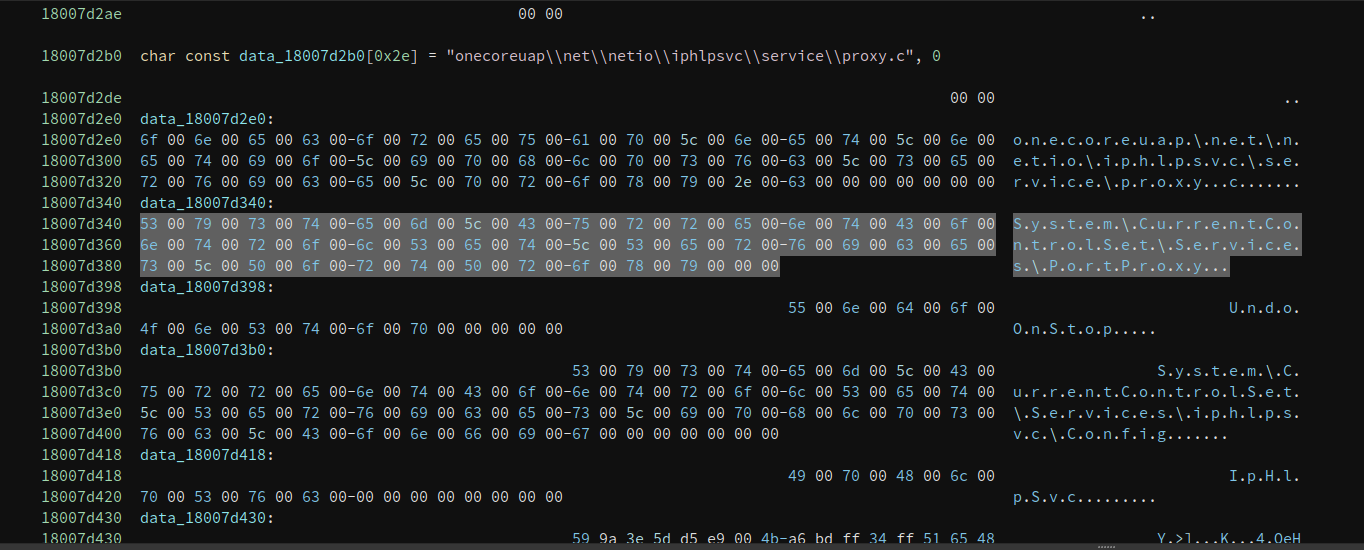 18007d2ae 00 00 ..
18007d2b0 char const data_18007d2b0[0x2e] = "onecoreuap\\net\\netio\\iphlpsvc\\service\\proxy.c", 0
18007d2de 00 00 ..
18007d2e0 data_18007d2e0:
18007d2e0 6f 00 6e 00 65 00 63 00-6f 00 72 00 65 00 75 00-61 00 70 00 5c 00 6e 00-65 00 74 00 5c 00 6e 00 o.n.e.c.o.r.e.u.a.p.\.n.e.t.\.n.
18007d300 65 00 74 00 69 00 6f 00-5c 00 69 00 70 00 68 00-6c 00 70 00 73 00 76 00-63 00 5c 00 73 00 65 00 e.t.i.o.\.i.p.h.l.p.s.v.c.\.s.e.
18007d320 72 00 76 00 69 00 63 00-65 00 5c 00 70 00 72 00-6f 00 78 00 79 00 2e 00-63 00 00 00 00 00 00 00 r.v.i.c.e.\.p.r.o.x.y...c.......
18007d340 data_18007d340:
18007d340 53 00 79 00 73 00 74 00-65 00 6d 00 5c 00 43 00-75 00 72 00 72 00 65 00-6e 00 74 00 43 00 6f 00 S.y.s.t.e.m.\.C.u.r.r.e.n.t.C.o.
18007d360 6e 00 74 00 72 00 6f 00-6c 00 53 00 65 00 74 00-5c 00 53 00 65 00 72 00-76 00 69 00 63 00 65 00 n.t.r.o.l.S.e.t.\.S.e.r.v.i.c.e.
18007d380 73 00 5c 00 50 00 6f 00-72 00 74 00 50 00 72 00-6f 00 78 00 79 00 00 00 s.\.P.o.r.t.P.r.o.x.y...
18007d398 data_18007d398:
18007d398 55 00 6e 00 64 00 6f 00 U.n.d.o.
18007d3a0 4f 00 6e 00 53 00 74 00-6f 00 70 00 00 00 00 00 O.n.S.t.o.p.....
18007d3b0 data_18007d3b0:
18007d3b0 53 00 79 00 73 00 74 00-65 00 6d 00 5c 00 43 00 S.y.s.t.e.m.\.C.
18007d3c0 75 00 72 00 72 00 65 00-6e 00 74 00 43 00 6f 00-6e 00 74 00 72 00 6f 00-6c 00 53 00 65 00 74 00 u.r.r.e.n.t.C.o.n.t.r.o.l.S.e.t.
18007d3e0 5c 00 53 00 65 00 72 00-76 00 69 00 63 00 65 00-73 00 5c 00 69 00 70 00-68 00 6c 00 70 00 73 00 \.S.e.r.v.i.c.e.s.\.i.p.h.l.p.s.
18007d400 76 00 63 00 5c 00 43 00-6f 00 6e 00 66 00 69 00-67 00 00 00 00 00 00 00 v.c.\.C.o.n.f.i.g.......
18007d418 data_18007d418:
18007d418 49 00 70 00 48 00 6c 00 I.p.H.l.
18007d420 70 00 53 00 76 00 63 00-00 00 00 00 00 00 00 00 p.S.v.c.........
18007d430 data_18007d430:
18007d430 59 9a 3e 5d d5 e9 00 4b-a6 bd ff 34 ff 51 65 48 Y.>]...K...4.QeH